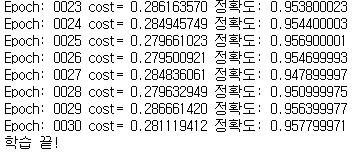 Epoch: 0023 cost= 0.286163570 정확도: 0.953800023
Epoch: 0024 cost= 0.284945749 정확도: 0.954400003
Epoch: 0025 cost= 0.279661023 정확도: 0.956900001
Epoch: 0026 cost= 0.279500921 정확도: 0.954699993
Epoch: 0027 cost= 0.284836061 정확도: 0.947899997
Epoch: 0028 cost= 0.279632949 정확도: 0.950999975
Epoch: 0029 cost= 0.286661420 정확도: 0.956399977
Epoch: 0030 cost= 0.281119412 정확도: 0.957799971
학습 끝!